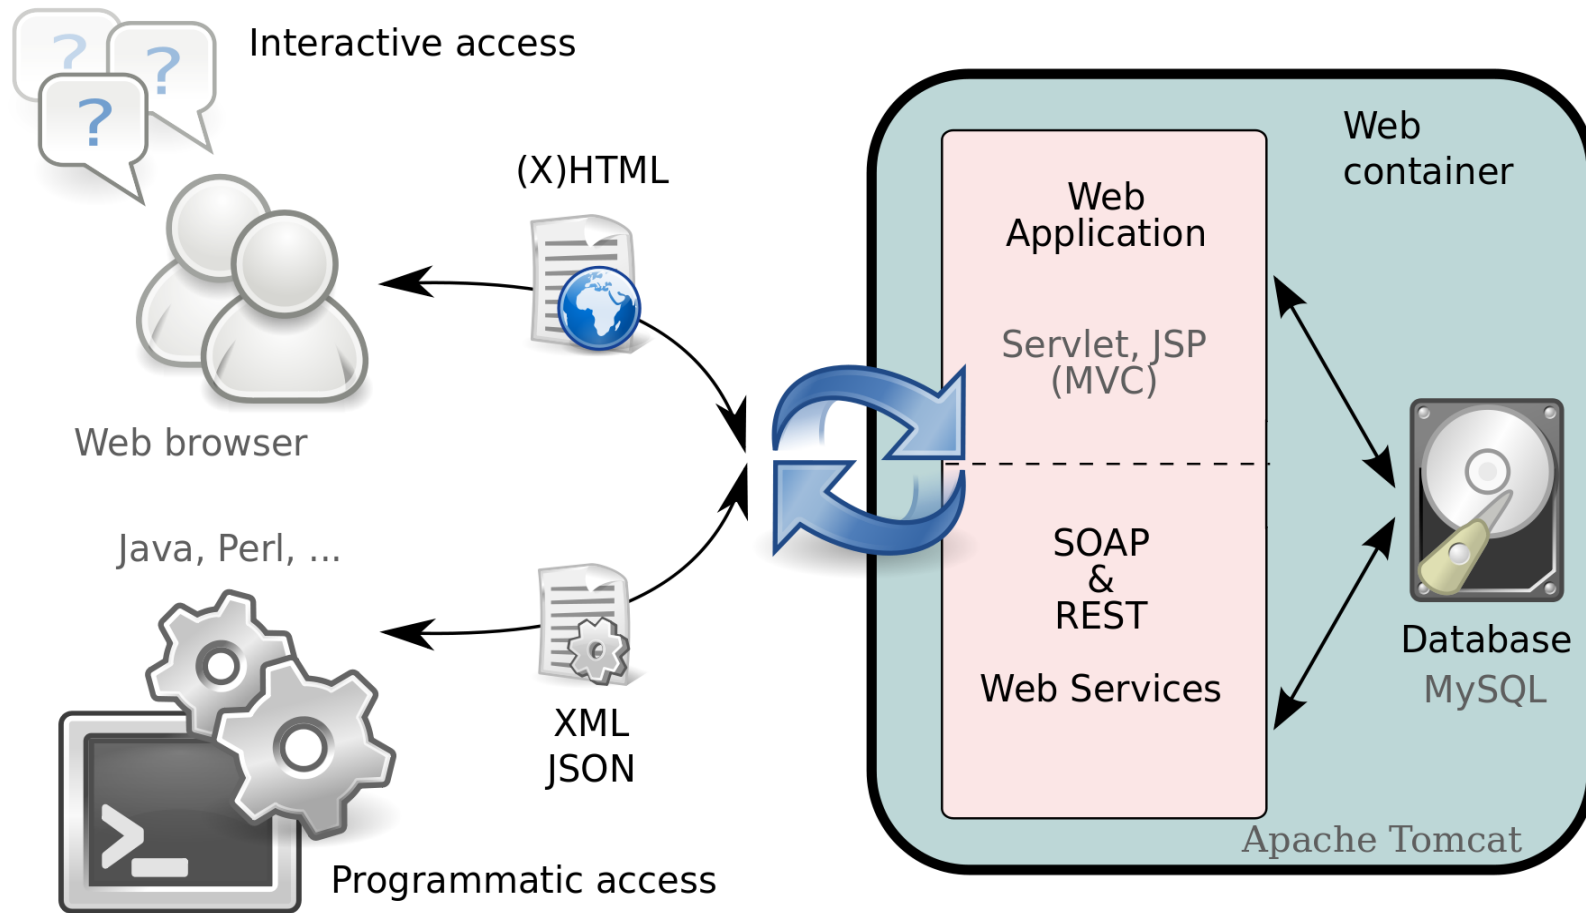 Interactive access
? ? ?
(X)HTML
Web browser
Java, Perl, ...
>_
XML
JSON
Programmatic access
Web
container
Web
Application
Servlet, JSP
(MVC)
SOAP
&
REST
Web Services
Database
MySQL
Apache Tomcat